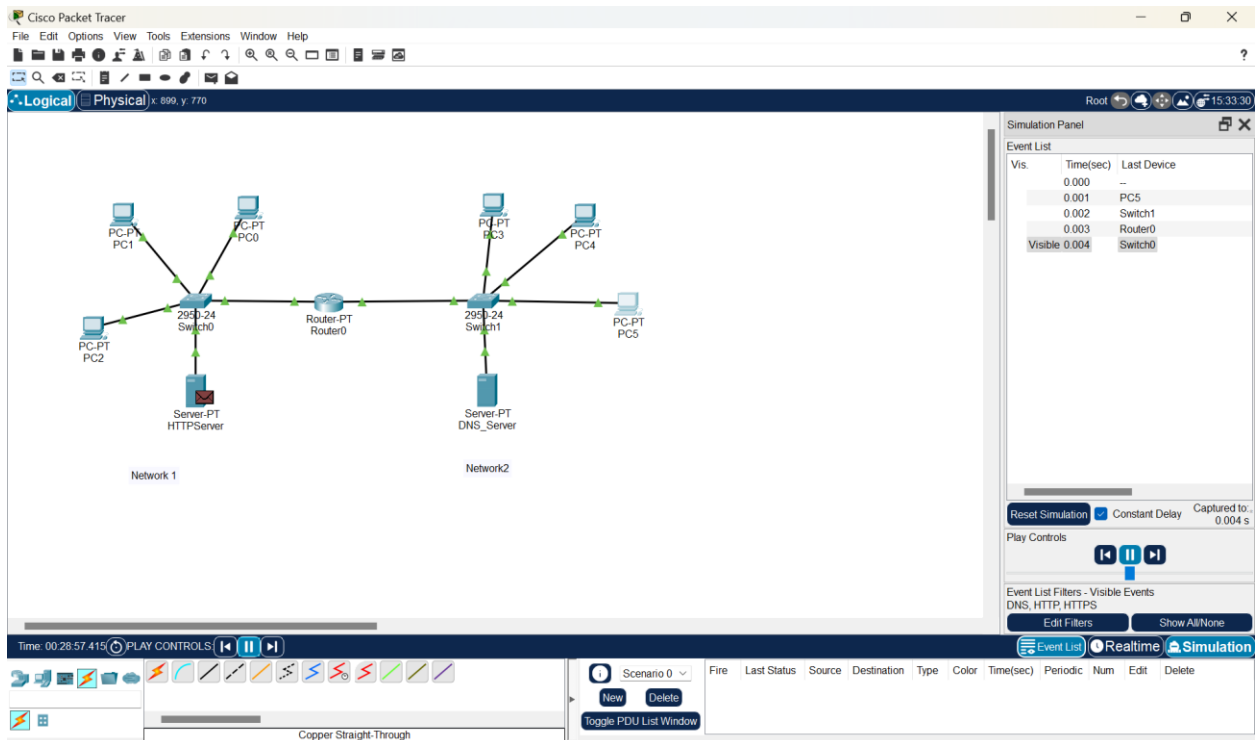 Cisco Packet Tracer
File Edit Options View Tools Extensions Window Help
?
Logical Physical x: 899, y: 770
Root 15:33:30
Simulation Panel
Event List
Vis. Time(sec) Last Device
0.000 --
0.001 PC5
0.002 Switch1
0.003 Router0
Visible 0.004 Switch0
PC-PT
PC1
PC-PT
PC0
PC-PT
PC3
PC-PT
PC4
2950-24
Switch0
Router-PT
Router0
2950-24
Switch1
PC-PT
PC5
PC-PT
PC2
Server-PT
HTTPServer
Server-PT
DNS_Server
Network 1
Network2
Reset Simulation Constant Delay Captured to:
0.004 s
Play Controls
Event List Filters - Visible Events
DNS, HTTP, HTTPS
Edit Filters Show All/None
Time: 00:28:57.415 PLAY CONTROLS:
Event List Realtime Simulation
Scenario 0
New Delete
Toggle PDU List Window
Fire Last Status Source Destination Type Color Time(sec) Periodic Num Edit Delete
Copper Straight-Through